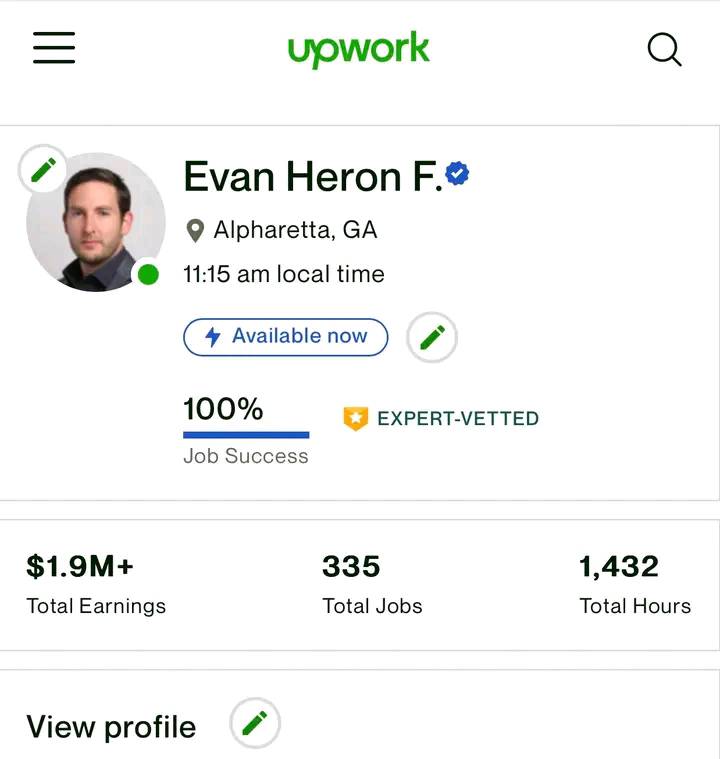 upwork
Evan Heron F.
Alpharetta, GA
11:15 am local time
Available now
100%
Job Success
EXPERT-VETTED
$1.9M+
Total Earnings
335
Total Jobs
1,432
Total Hours
View profile